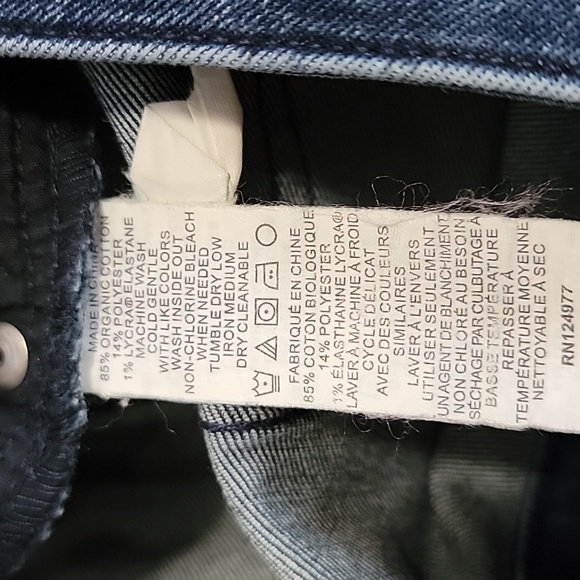 MADE IN CHINA
85% ORGANIC COTTON
14% POLYESTER
1% LYCRA® ELASTANE
MACHINE WASH
COLD GENTLE
WITH LIKE COLORS
WASH INSIDE OUT
NON-CHLORINE BLEACH
WHEN NEEDED
TUMBLE DRY LOW
IRON MEDIUM
DRY CLEANABLE
FABRIQUÉ EN CHINE
85% COTON BIOLOGIQUE
14% POLYESTER
1% ELASTHANNE LYCRA®
LAVER À MACHINE À FROID
CYCLE DÉLICAT
AVEC DES COULEURS
SIMILAIRES
LAVER À L'ENVERS
UTILISER SEULEMENT
UN AGENT DE BLANCHIMENT
NON CHLORÉ AU BESOIN
SÉCHAGE PAR CULBUTAGE À
BASSE TEMPÉRATURE
REPASSER À
TEMPÉRATURE MOYENNE
NETTOYABLE À SEC
RN124977